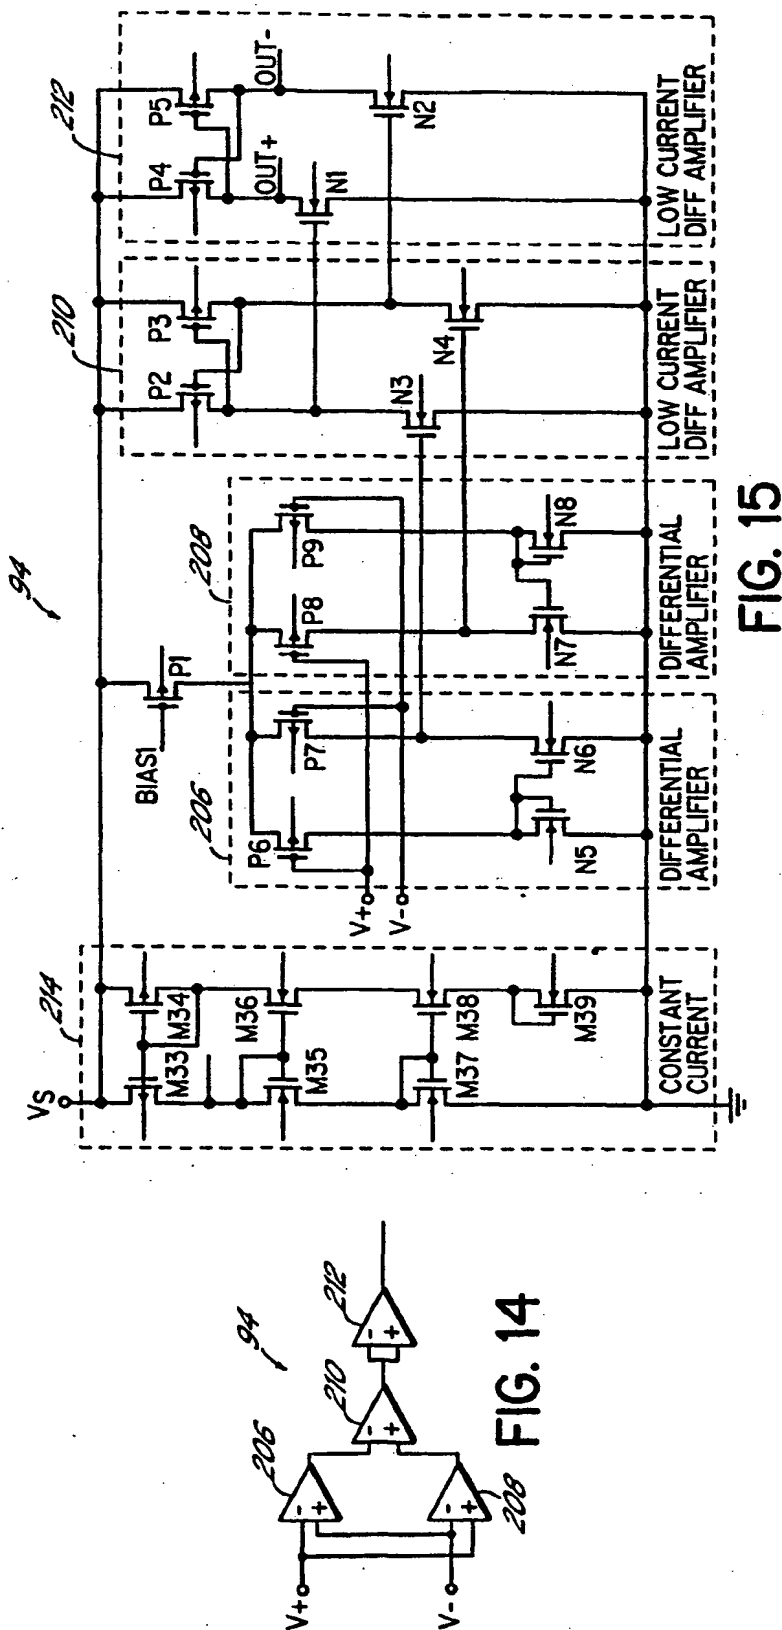 94
214
VS
M33
M34
M35
M36
M37
M38
M39
CONSTANT
CURRENT
BIAS1
P1
206
P6
P7
V+
V-
N5
N6
DIFFERENTIAL
AMPLIFIER
208
P8
P9
N7
N8
DIFFERENTIAL
AMPLIFIER
210
P2
P3
N3
N4
LOW CURRENT
DIFF AMPLIFIER
212
P4
P5
OUT+
OUT-
N1
N2
LOW CURRENT
DIFF AMPLIFIER
FIG. 15
94
V+
V-
206
-
+
208
-
+
210
-
+
212
-
+
FIG. 14